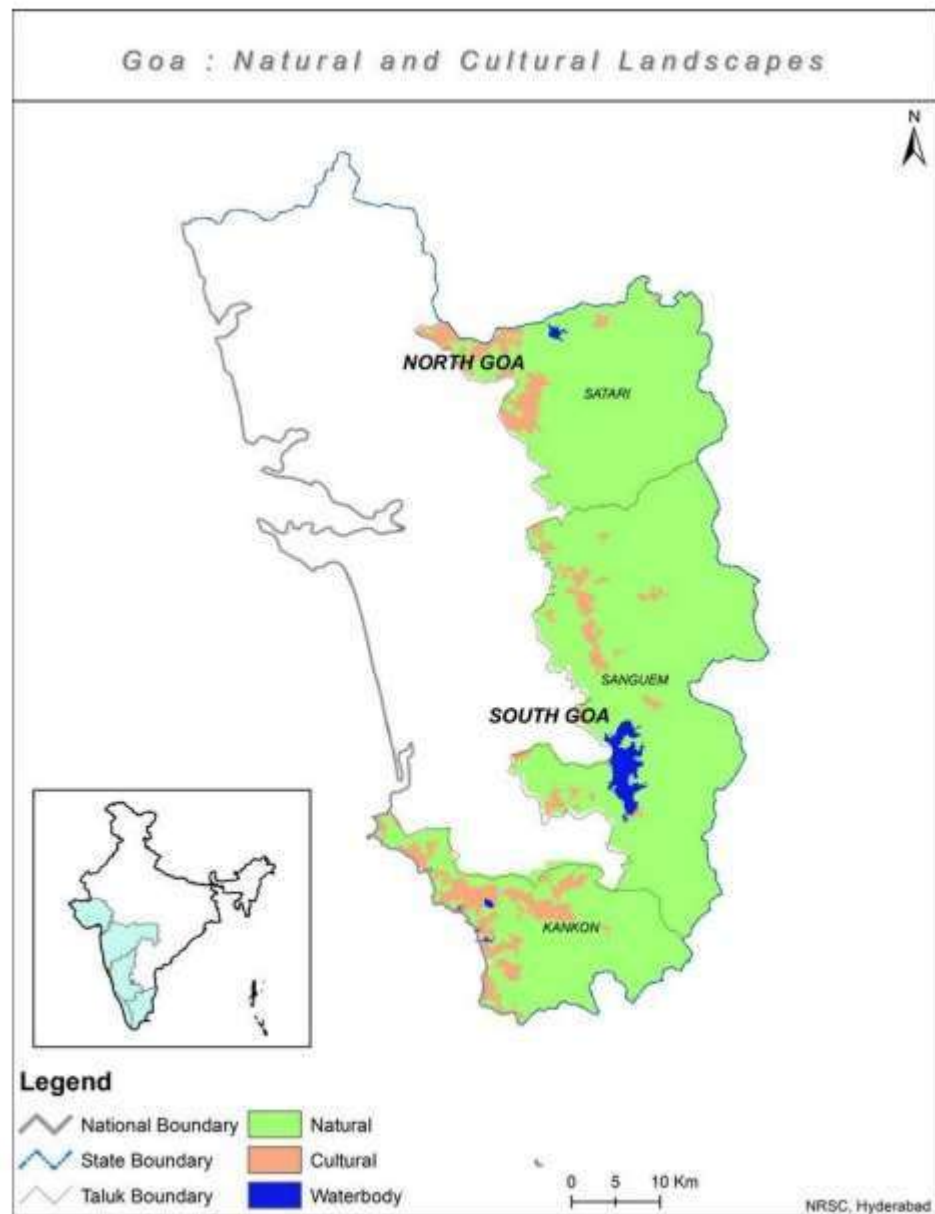 Goa : Natural and Cultural Landscapes
N
NORTH GOA
SATARI
SANGUEM
SOUTH GOA
KANKON
Legend
National Boundary
Natural
State Boundary
Cultural
Taluk Boundary
Waterbody
0 5 10 Km
NRSC, Hyderabad